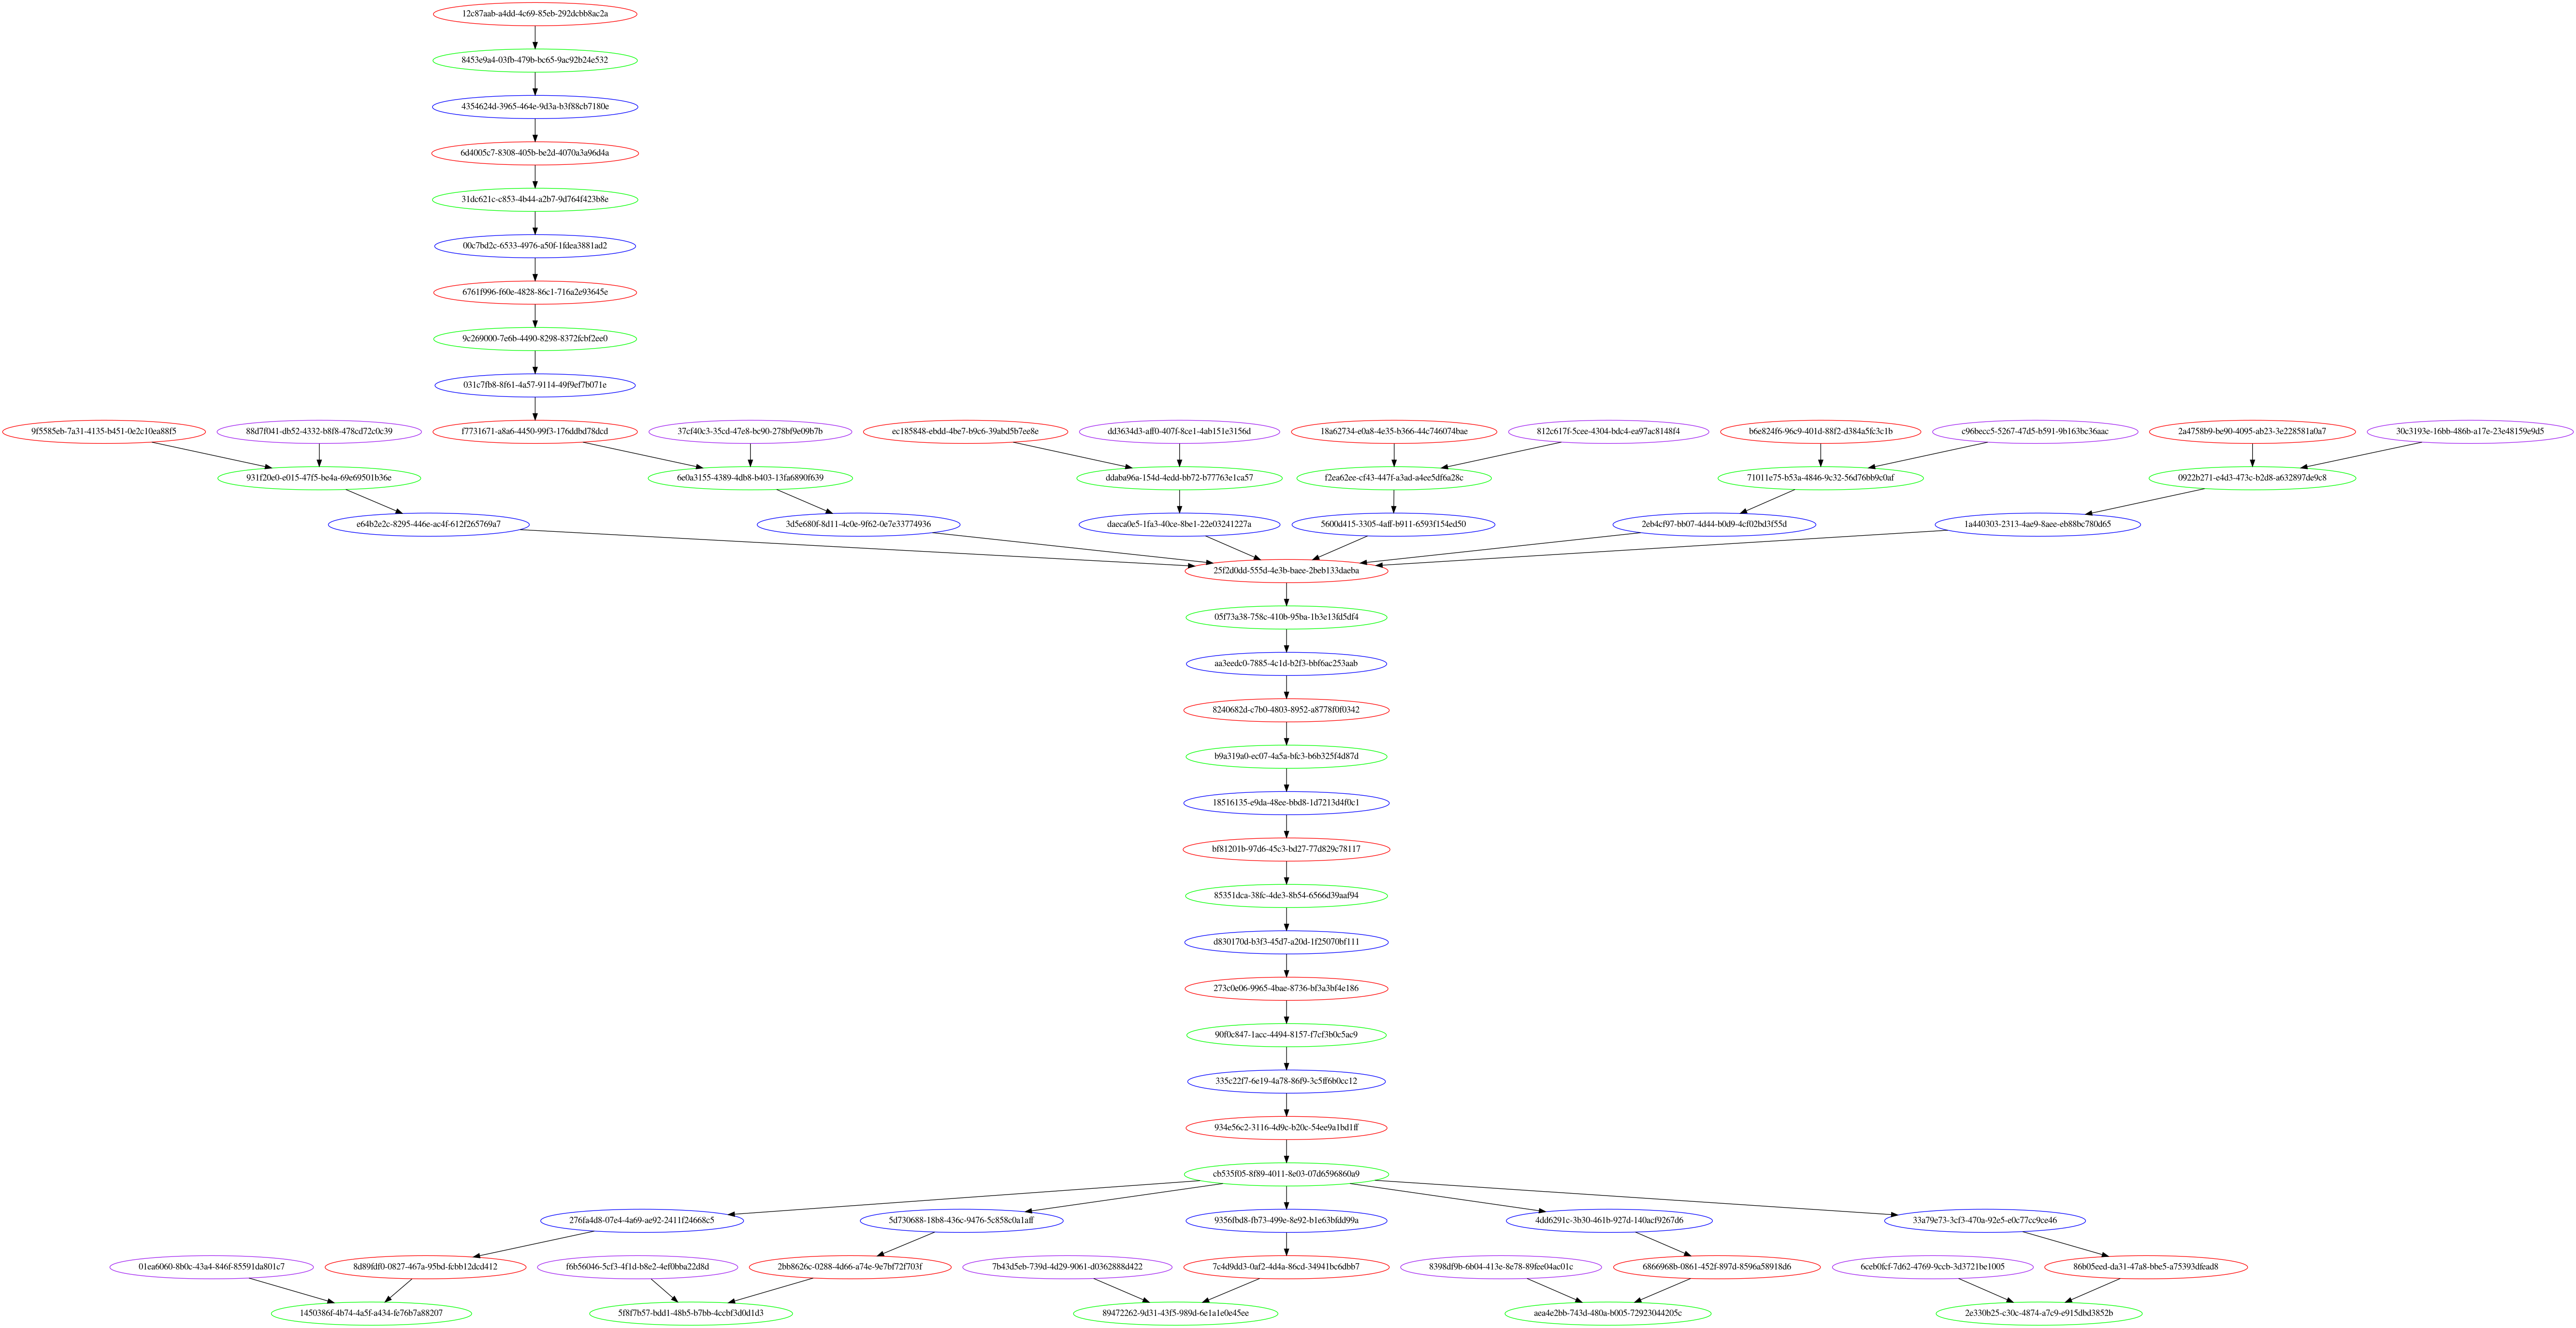 12c87aab-a4dd-4c69-85eb-292dcbb8ac2a
8453e9a4-03fb-479b-bc65-9ac92b24e532
4354624d-3965-464e-9d3a-b3f88cb7180e
6d4005c7-8308-405b-be2d-4070a3a96d4a
31dc621c-c853-4b44-a2b7-9d764f423b8e
00c7bd2c-6533-4976-a50f-1fdea3881ad2
6761f996-f60e-4828-86c1-716a2e93645e
9c269000-7e6b-4490-8298-8372fcbf2ee0
031c7fb8-8f61-4a57-9114-49f9ef7b071e
9f5585eb-7a31-4135-b451-0e2c10ea88f5
88d7f041-db52-4332-b8f8-478cd72c0c39
f7731671-a8a6-4450-99f3-176ddbd78dcd
37cf40c3-35cd-47e8-bc90-278bf9e09b7b
ec185848-ebdd-4be7-b9c6-39abd5b7ee8e
dd3634d3-aff0-407f-8ce1-4ab151e3156d
18a62734-e0a8-4e35-b366-44c746074bae
812c617f-5cee-4304-bdc4-ea97ac8148f4
b6e824f6-96c9-401d-88f2-d384a5fc3c1b
c96becc5-5267-47d5-b591-9b163bc36aac
2a4758b9-be90-4095-ab23-3e228581a0a7
30c3193e-16bb-486b-a17e-23e48159e9d5
931f20e0-e015-47f5-be4a-69e69501b36e
6e0a3155-4389-4db8-b403-13fa6890f639
ddaba96a-154d-4edd-bb72-b77763e1ca57
f2ea62ee-cf43-447f-a3ad-a4ee5df6a28c
71011e75-b53a-4846-9c32-56d76bb9c0af
0922b271-e4d3-473c-b2d8-a632897de9c8
e64b2e2c-8295-446e-ac4f-612f265769a7
3d5e680f-8d11-4c0e-9f62-0e7e33774936
daeca0e5-1fa3-40ce-8be1-22e03241227a
5600d415-3305-4aff-b911-6593f154ed50
2eb4cf97-bb07-4d44-b0d9-4cf02bd3f55d
1a440303-2313-4ae9-8aee-eb88bc780d65
25f2d0dd-555d-4e3b-baee-2beb133daeba
05f73a38-758c-410b-95ba-1b3e13fd5df4
aa3eedc0-7885-4c1d-b2f3-bbf6ac253aab
8240682d-c7b0-4803-8952-a8778f0f0342
b9a319a0-ec07-4a5a-bfc3-b6b325f4d87d
18516135-e9da-48ee-bbd8-1d7213d4f0c1
bf81201b-97d6-45c3-bd27-77d829c78117
85351dca-38fc-4de3-8b54-6566d39aaf94
d830170d-b3f3-45d7-a20d-1f25070bf111
273c0e06-9965-4bae-8736-bf3a3bf4e186
90f0c847-1acc-4494-8157-f7cf3b0c5ac9
335c22f7-6e19-4a78-86f9-3c5ff6b0cc12
934e56c2-3116-4d9c-b20c-54ee9a1bd1ff
cb535f05-8f89-4011-8e03-07d6596860a9
276fa4d8-07e4-4a69-ae92-2411f24668c5
5d730688-18b8-436c-9476-5c858c0a1aff
9356fbd8-fb73-499e-8e92-b1e63bfdd99a
4dd6291c-3b30-461b-927d-140acf9267d6
33a79e73-3cf3-470a-92e5-e0c77cc9ce46
01ea6060-8b0c-43a4-846f-85591da801c7
8d89fdf0-0827-467a-95bd-fcbb12dcd412
f6b56046-5cf3-4f1d-b8e2-4ef0bba22d8d
2bb8626c-0288-4d66-a74e-9e7bf72f703f
7b43d5eb-739d-4d29-9061-d0362888d422
7c4d9dd3-0af2-4d4a-86cd-34941bc6dbb7
8398df9b-6b04-413e-8e78-89fee04ac01c
6866968b-0861-452f-897d-8596a58918d6
6ceb0fcf-7d62-4769-9ccb-3d3721be1005
86b05eed-da31-47a8-bbe5-a75393dfead8
1450386f-4b74-4a5f-a434-fe76b7a88207
5f8f7b57-bdd1-48b5-b7bb-4ccbf3d0d1d3
89472262-9d31-43f5-989d-6e1a1e0e45ee
aea4e2bb-743d-480a-b005-72923044205c
2e330b25-c30c-4874-a7c9-e915dbd3852b